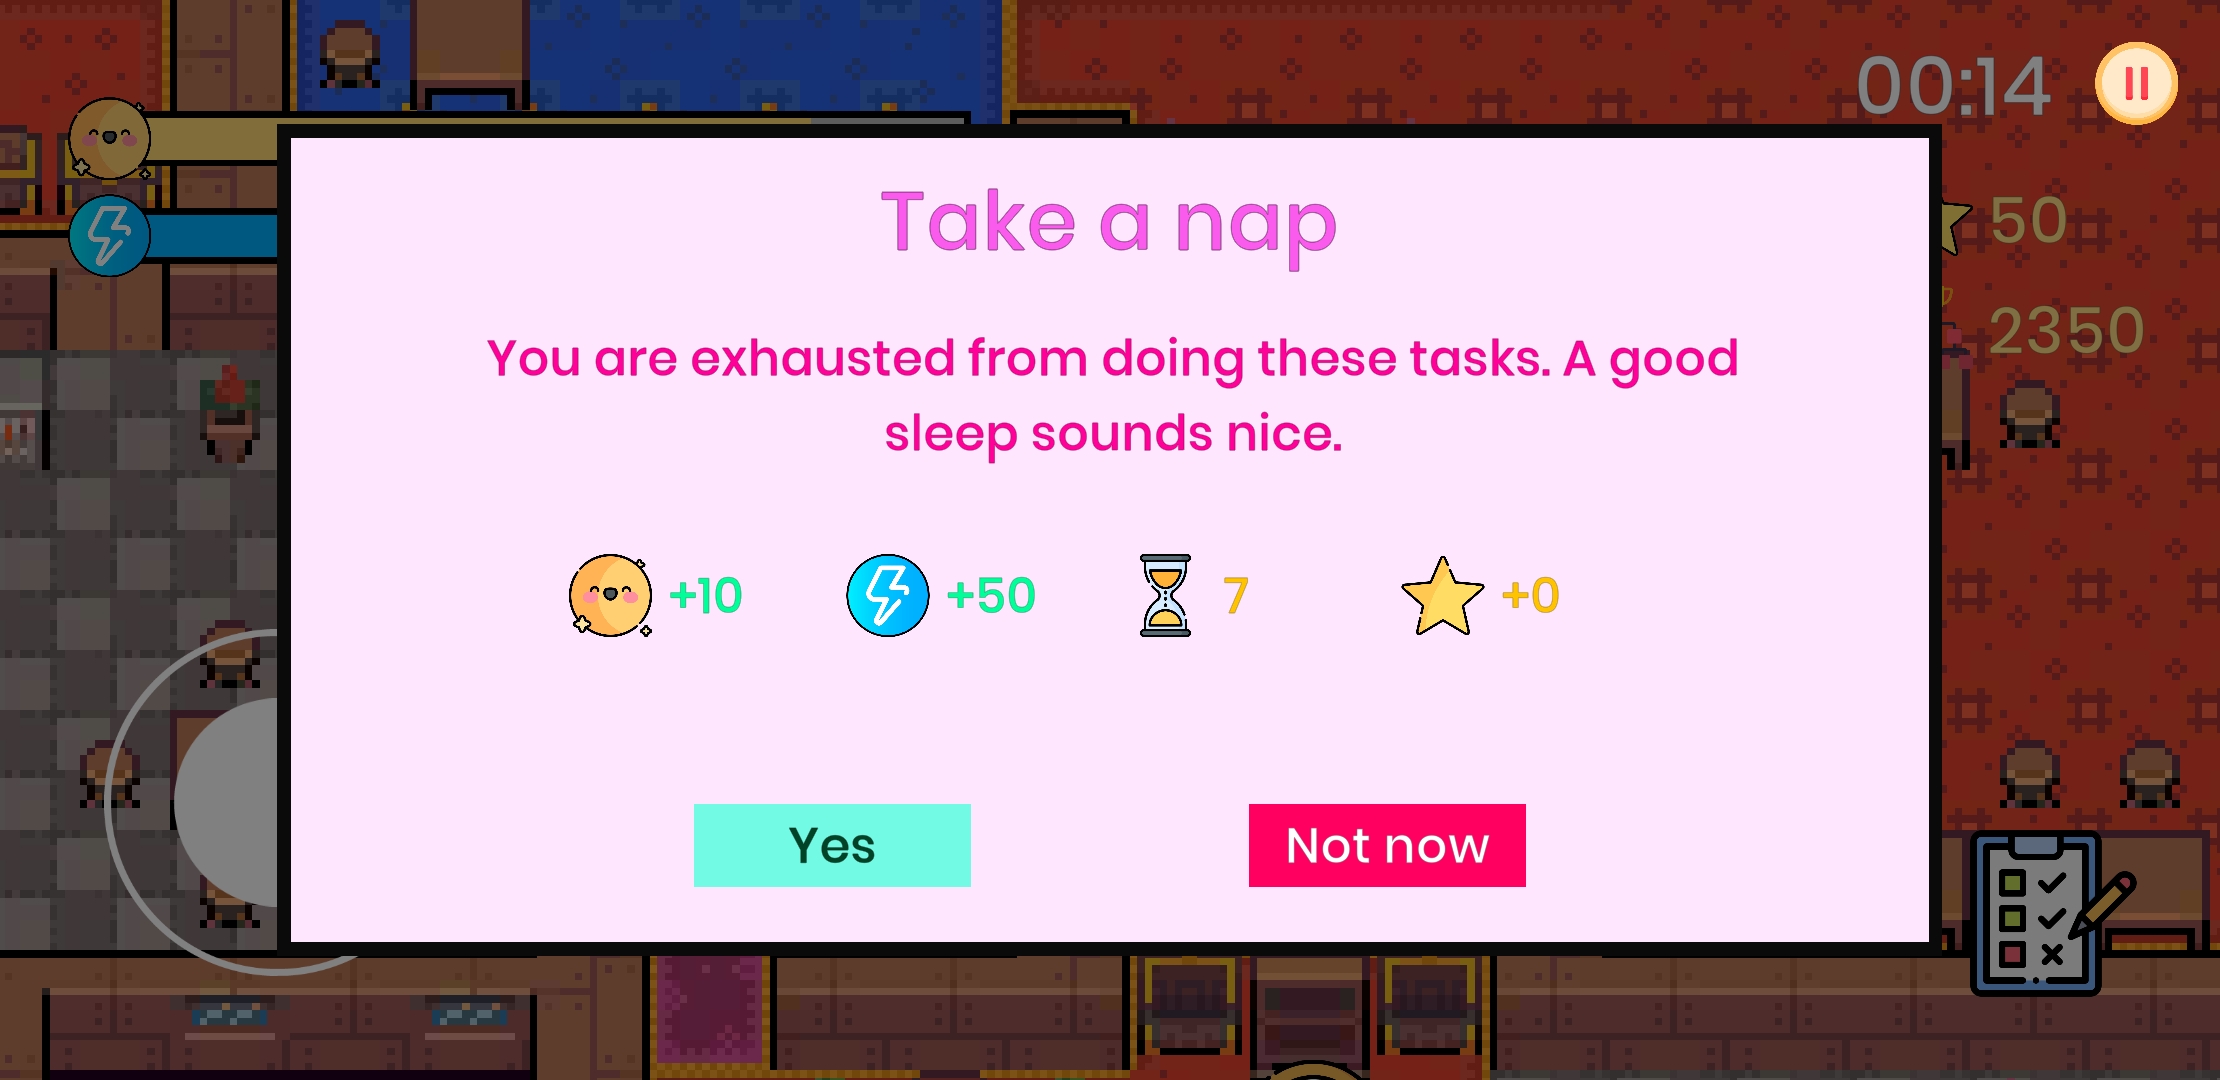 00:14
50
2350
Take a nap
You are exhausted from doing these tasks. A good
sleep sounds nice.
+10 +50 7 +0
Yes Not now